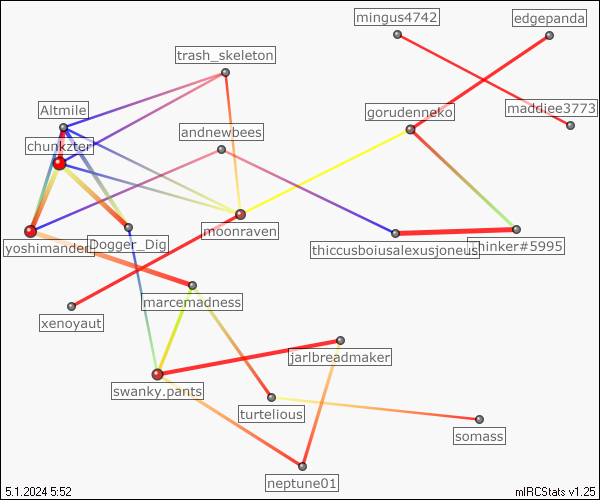 mingus4742
edgepanda
trash_skeleton
Altmile
maddiee3773
gorudenneko
andnewbees
chunkzter
moonraven
yoshimander
Dogger_Dig
thiccusboiusalexusjoneus
thinker#5995
marcemadness
xenoyaut
jarlbreadmaker
swanky.pants
turtelious
somass
neptune01
5.1.2024 5:52
mIRCStats v1.25